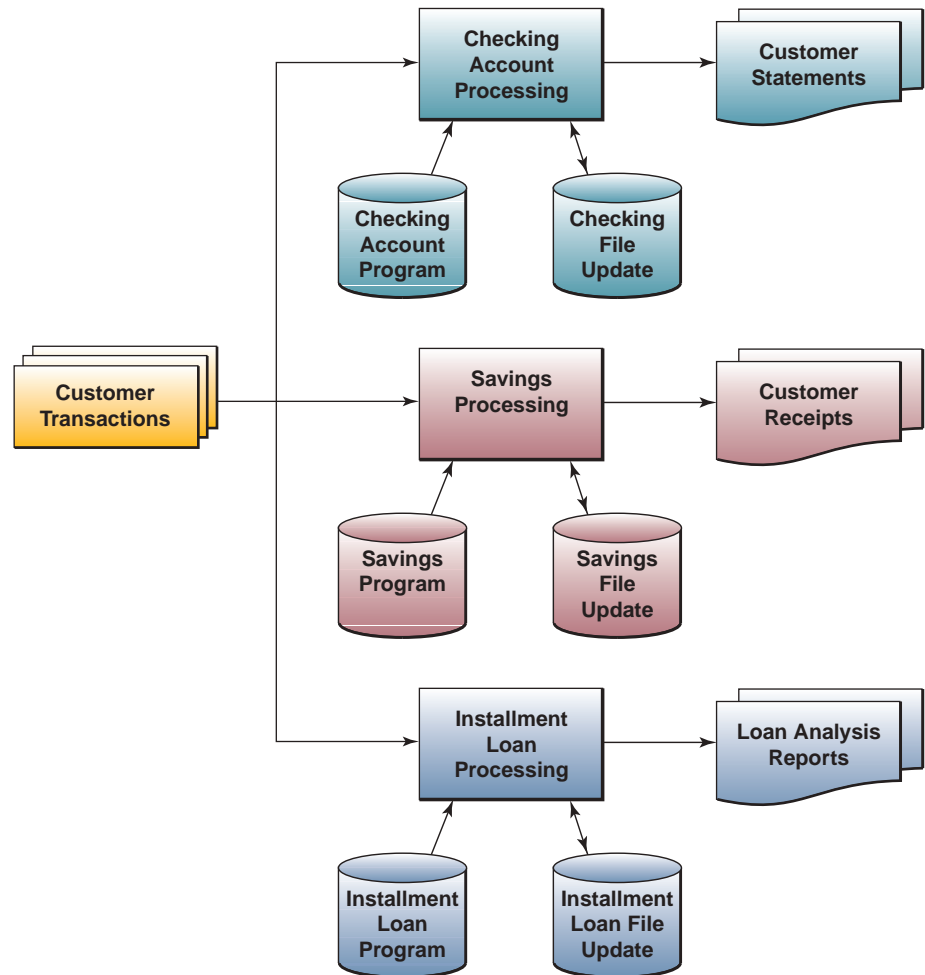 Checking
Account
Processing
Customer
Statements
Checking
Account
Program
Checking
File
Update
Customer
Transactions
Savings
Processing
Customer
Receipts
Savings
Program
Savings
File
Update
Installment
Loan
Processing
Loan Analysis
Reports
Installment
Loan
Program
Installment
Loan File
Update